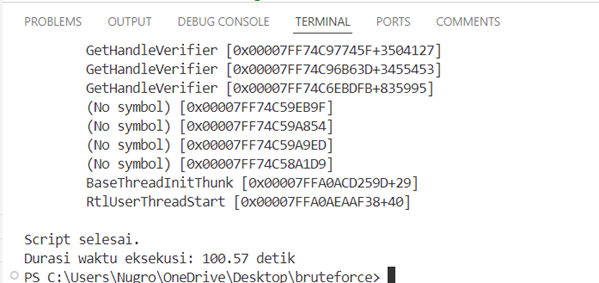 PROBLEMS OUTPUT DEBUG CONSOLE TERMINAL PORTS COMMENTS
GetHandleVerifier [0x00007FF74C97745F+3504127]
GetHandleVerifier [0x00007FF74C96B63D+3455453]
GetHandleVerifier [0x00007FF74C6EBDFB+835995]
(No symbol) [0x00007FF74C59EB9F]
(No symbol) [0x00007FF74C59A854]
(No symbol) [0x00007FF74C59A9ED]
(No symbol) [0x00007FF74C58A1D9]
BaseThreadInitThunk [0x00007FFA0ACD259D+29]
RtlUserThreadStart [0x00007FFA0AEAAF38+40]
Script selesai.
Durasi waktu eksekusi: 100.57 detik
PS C:\Users\Nugro\OneDrive\Desktop\bruteforce>